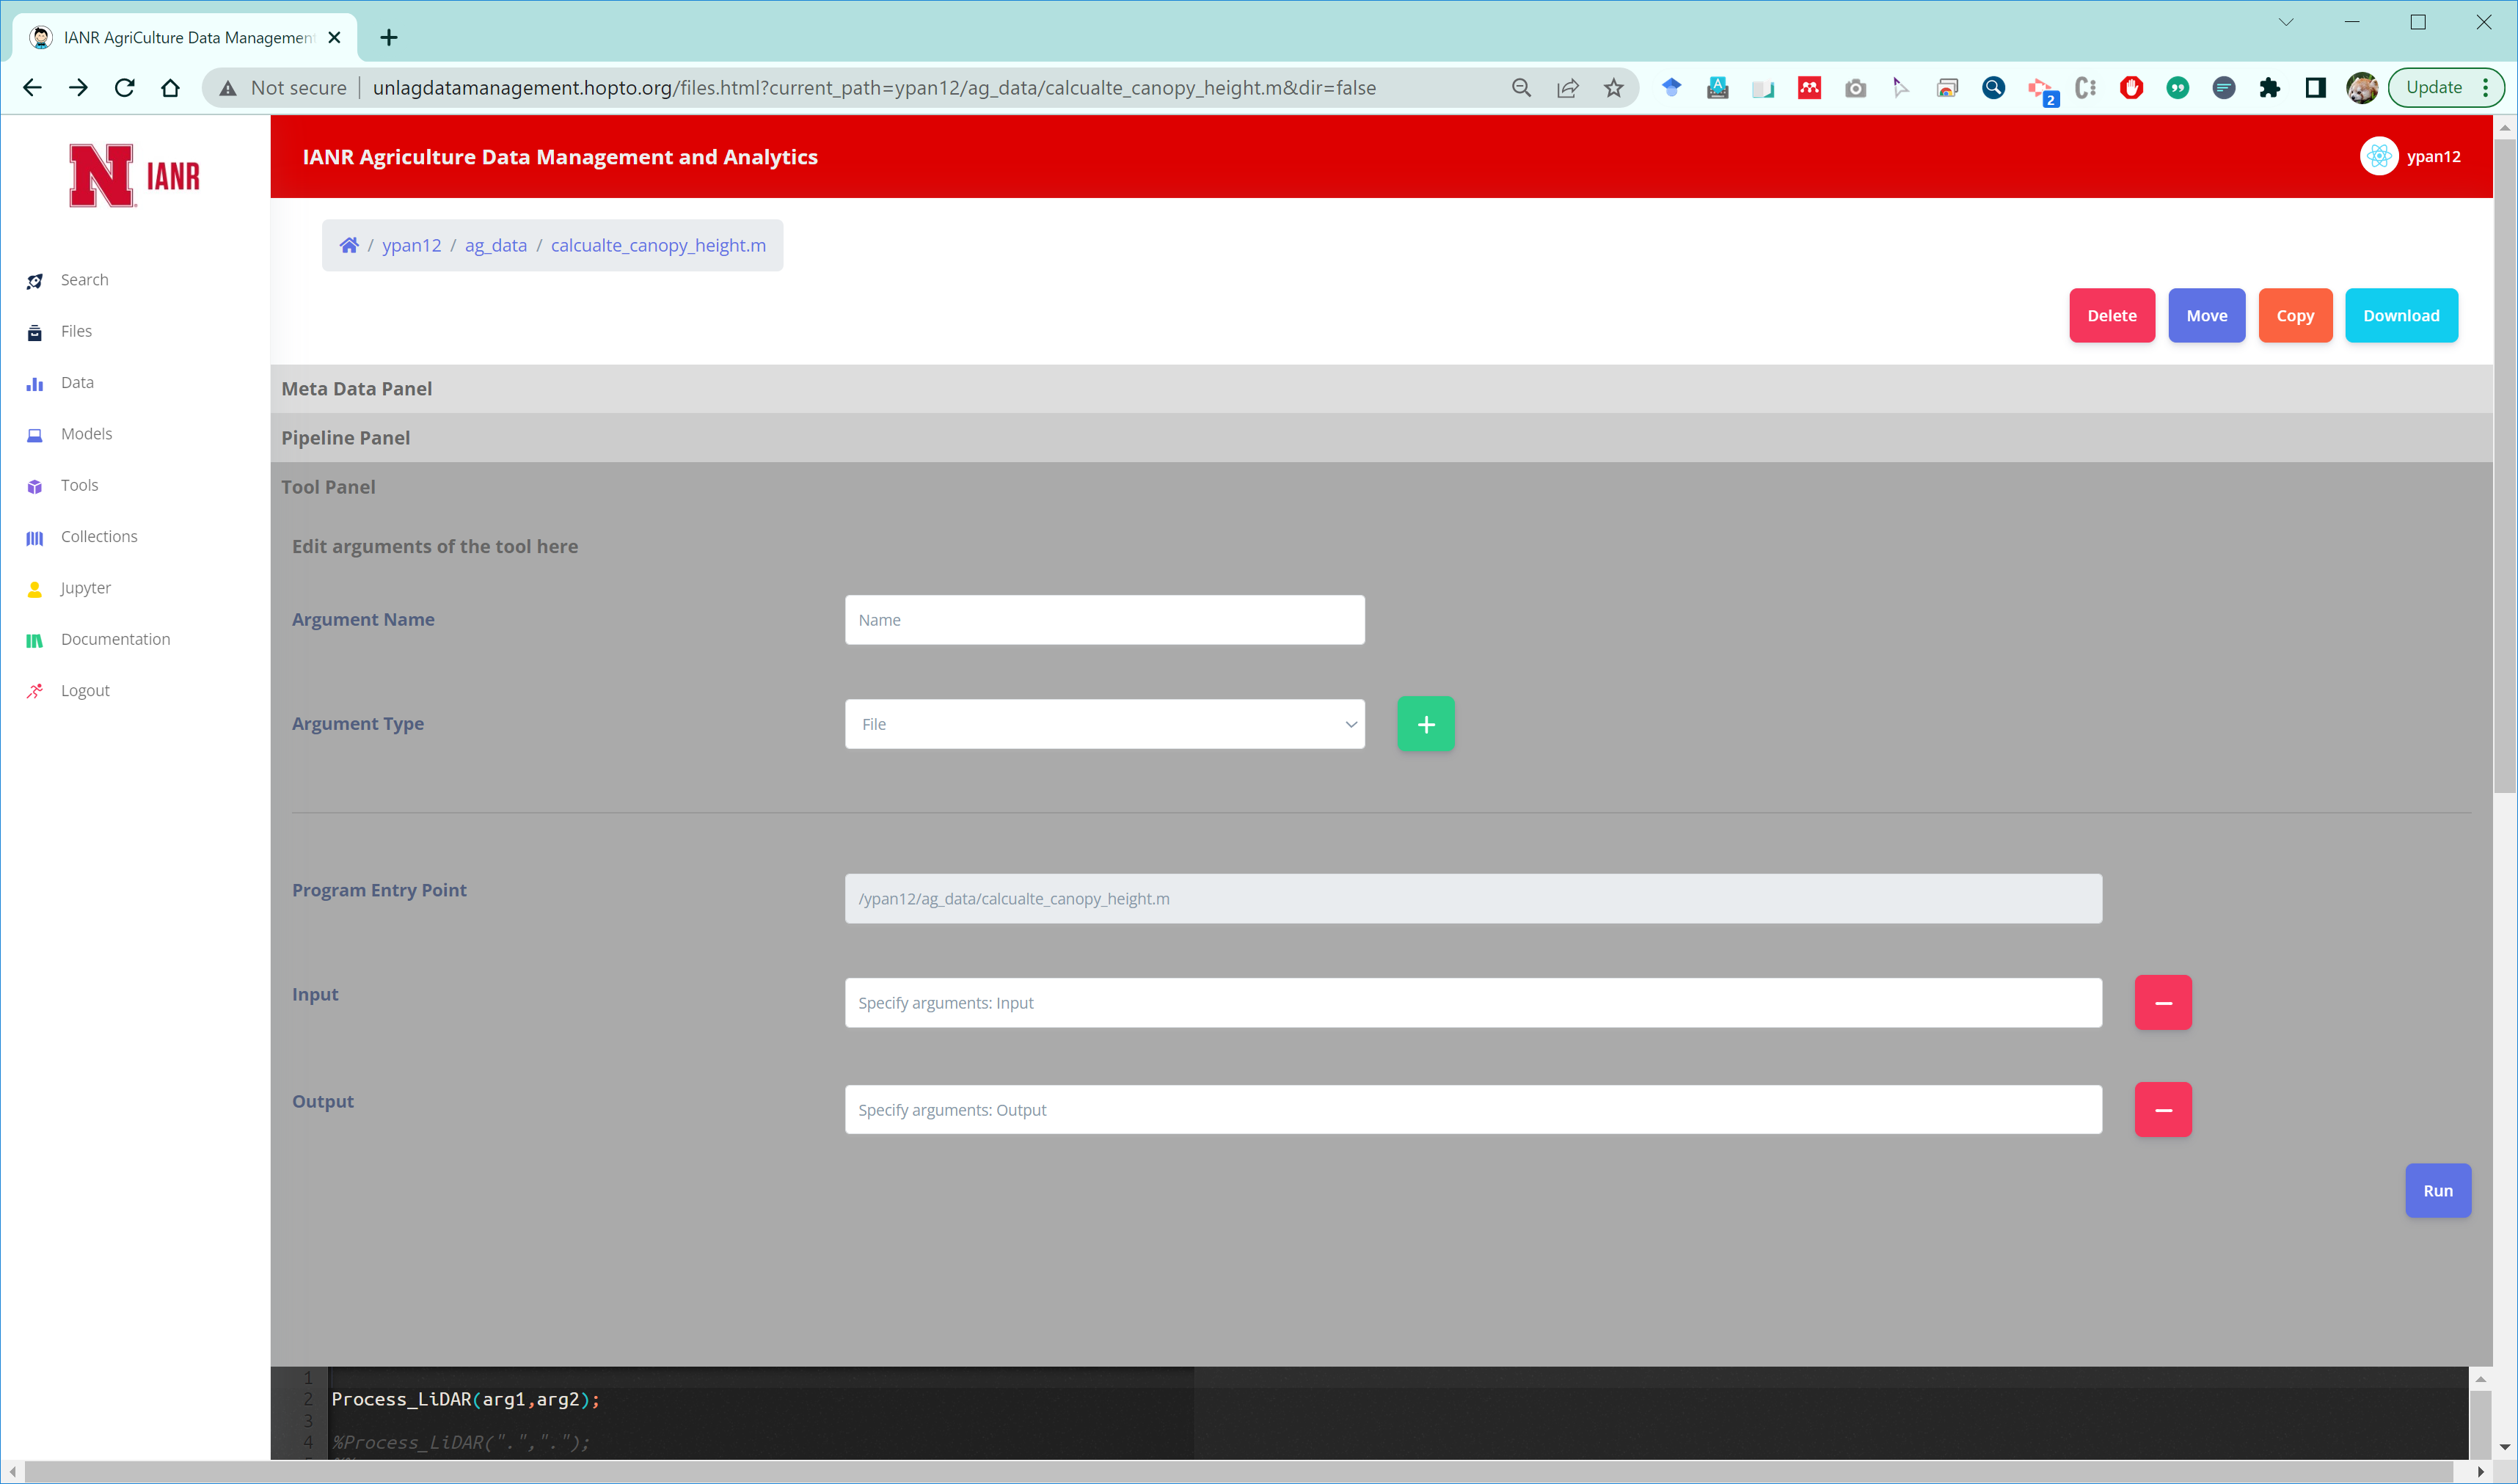 IANR AgriCulture Data Management
Not secure
unlagdatamanagement.hopto.org/files.html?current_path=ypan12/ag_data/calcualte_canopy_height.m&dir=false
2
Update
N IANR
IANR Agriculture Data Management and Analytics
ypan12
/ ypan12 / ag_data / calcualte_canopy_height.m
Delete
Move
Copy
Download
Search
Files
Data
Models
Tools
Collections
Jupyter
Documentation
Logout
Meta Data Panel
Pipeline Panel
Tool Panel
Edit arguments of the tool here
Argument Name
Name
Argument Type
File
Program Entry Point
/ypan12/ag_data/calcualte_canopy_height.m
Input
Specify arguments: Input
Output
Specify arguments: Output
Run
1
2 Process_LiDAR(arg1,arg2);
3
4 %Process_LiDAR(".",".");